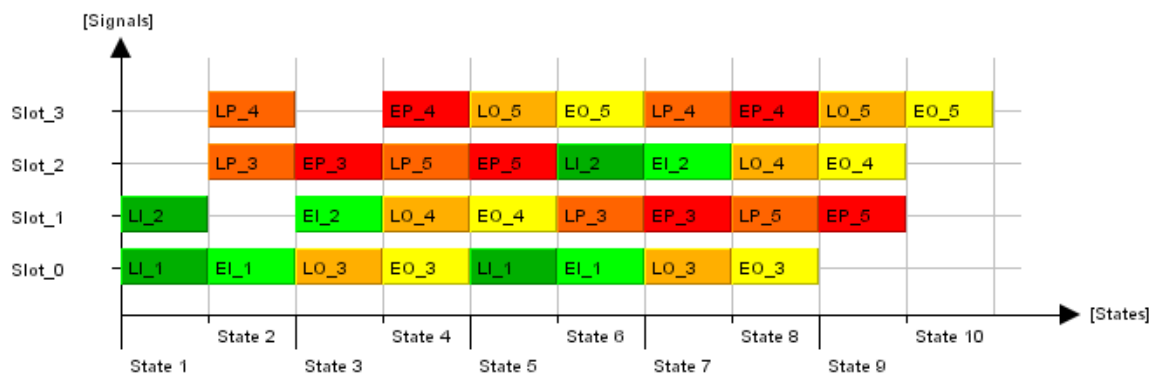 [Signals]
Slot_3 LP_4 EP_4 LO_5 EO_5 LP_4 EP_4 LO_5 EO_5
Slot_2 LP_3 EP_3 LP_5 EP_5 LI_2 EI_2 LO_4 EO_4
Slot_1 LI_2 EI_2 LO_4 EO_4 LP_3 EP_3 LP_5 EP_5
Slot_0 LI_1 EI_1 LO_3 EO_3 LI_1 EI_1 LO_3 EO_3
[States]
State 2 State 4 State 6 State 8 State 10
State 1 State 3 State 5 State 7 State 9